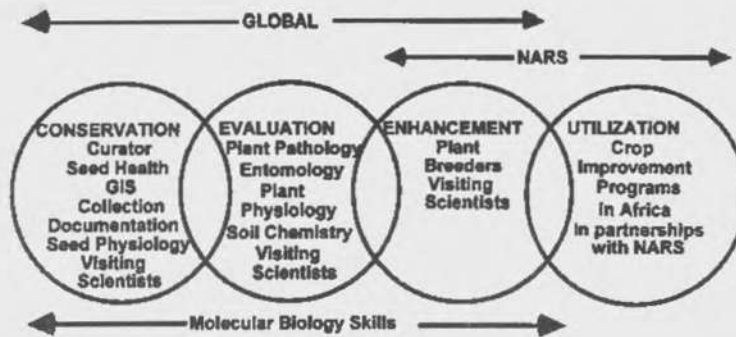 GLOBAL
NARS
CONSERVATION
Curator
Seed Health
GIS
Collection
Documentation
Seed Physiology
Visiting
Scientists
EVALUATION
Plant Pathology
Entomology
Plant
Physiology
Soil Chemistry
Visiting
Scientists
ENHANCEMENT
Plant
Breeders
Visiting
Scientists
UTILIZATION
Crop
Improvement
Programs
in Africa
in partnerships
with NARS
Molecular Biology Skills